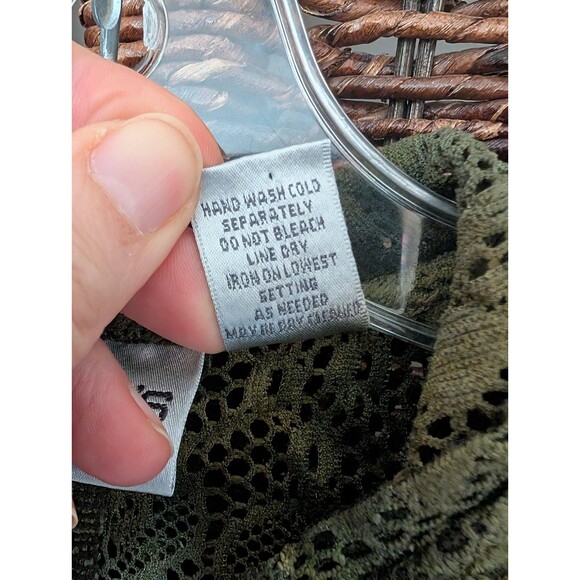 HAND WASH COLD
SEPARATELY
DO NOT BLEACH
LINE DRY
IRON ON LOWEST
SETTING
AS NEEDED
MAY BE DRY CLEANED